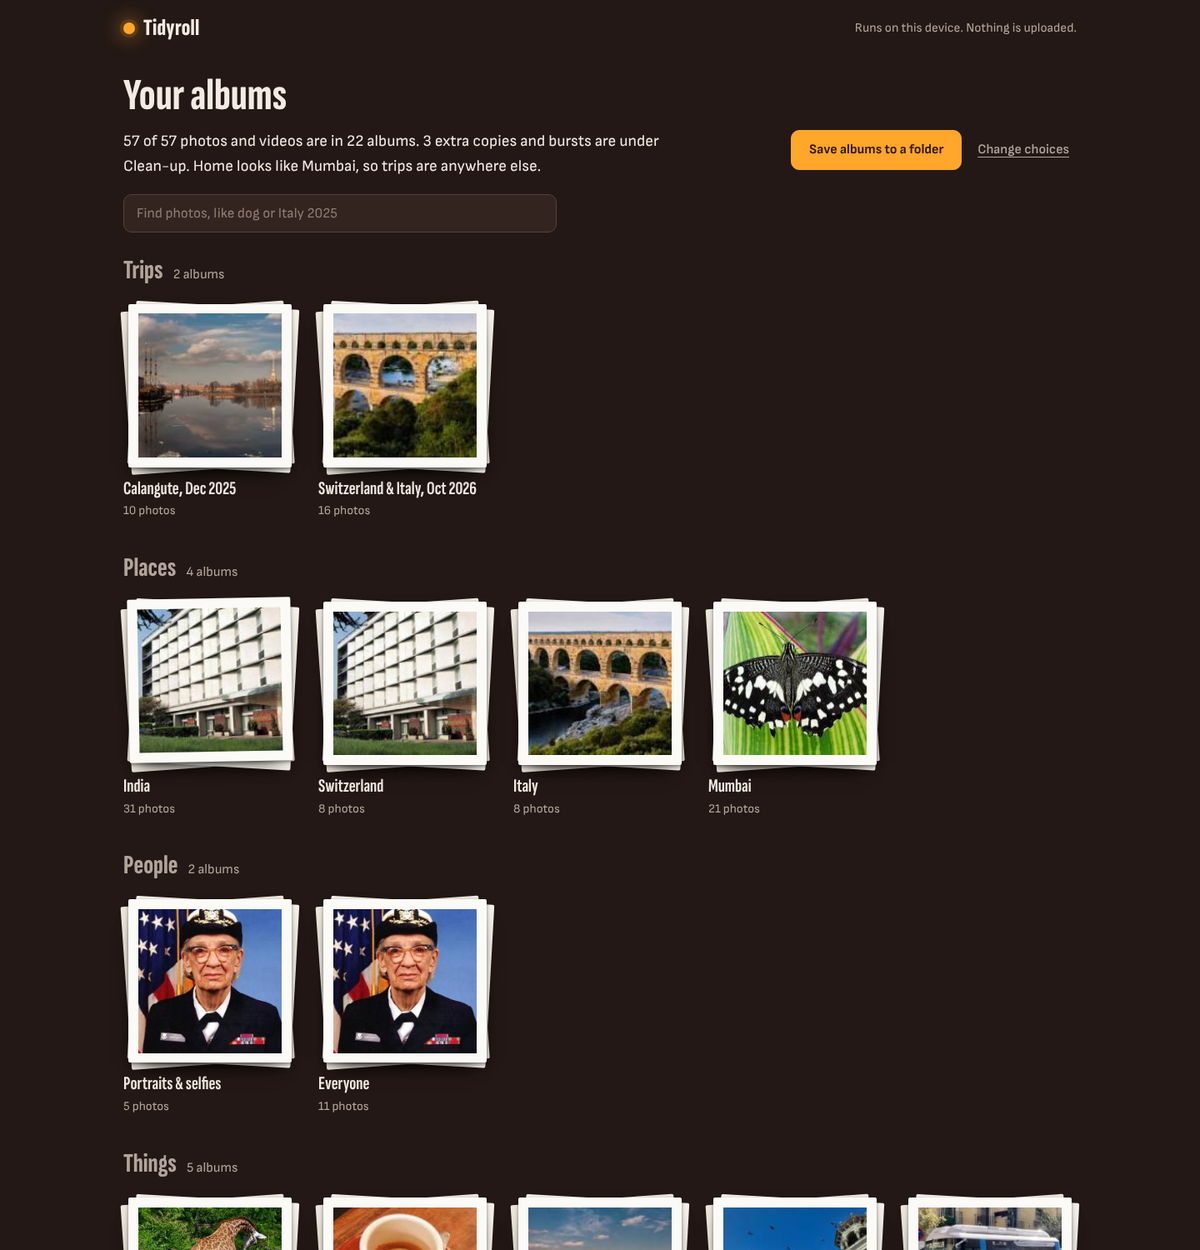 Tidyroll
Runs on this device. Nothing is uploaded.
Your albums
57 of 57 photos and videos are in 22 albums. 3 extra copies and bursts are under
Clean-up. Home looks like Mumbai, so trips are anywhere else.
Save albums to a folder
Change choices
Find photos, like dog or Italy 2025
Trips 2 albums
Calangute, Dec 2025
10 photos
Switzerland & Italy, Oct 2026
16 photos
Places 4 albums
India
31 photos
Switzerland
8 photos
Italy
8 photos
Mumbai
21 photos
People 2 albums
Portraits & selfies
5 photos
Everyone
11 photos
Things 5 albums